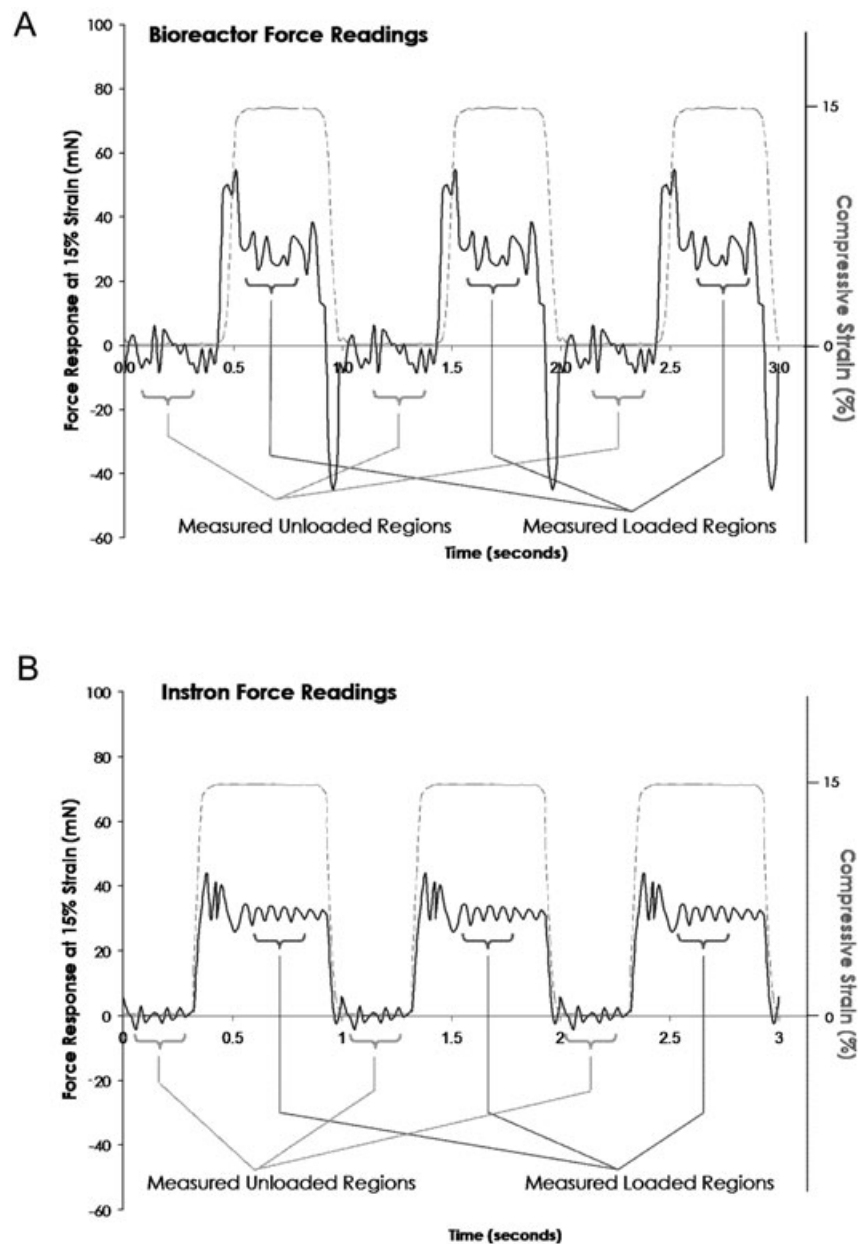 A
Bioreactor Force Readings
100
80
60
40
20
0
-20
-40
-60
Force Response at 15% Strain (mN)
0.0
0.5
1.0
1.5
2.0
2.5
3.0
15
0
Compressive Strain (%)
Measured Unloaded Regions
Measured Loaded Regions
Time (seconds)
B
Instron Force Readings
100
80
60
40
20
0
-20
-40
-60
Force Response at 15% Strain (mN)
0
0.5
1
1.5
2
2.5
3
15
0
Compressive Strain (%)
Measured Unloaded Regions
Measured Loaded Regions
Time (seconds)